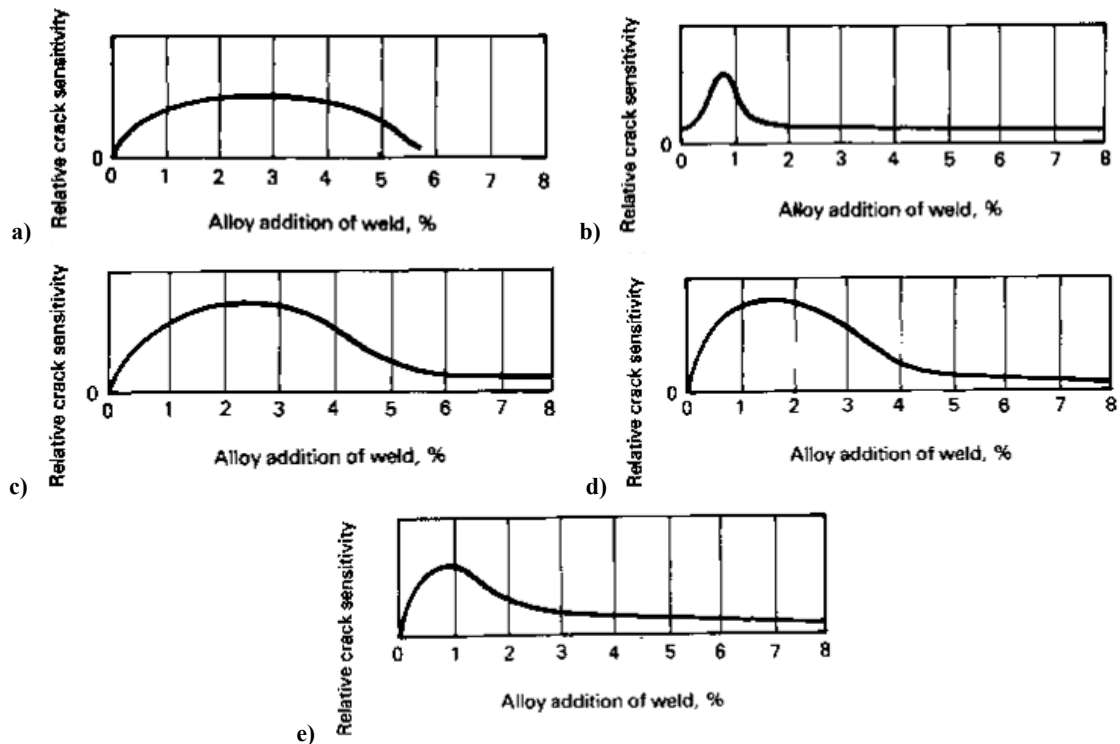 Relative crack sensitivity
0
0 1 2 3 4 5 6 7 8
Alloy addition of weld, %
a)
Relative crack sensitivity
0
0 1 2 3 4 5 6 7 8
Alloy addition of weld, %
b)
Relative crack sensitivity
0
0 1 2 3 4 5 6 7 8
Alloy addition of weld, %
c)
Relative crack sensitivity
0
0 1 2 3 4 5 6 7 8
Alloy addition of weld, %
d)
Relative crack sensitivity
0 1 2 3 4 5 6 7 8
Alloy addition of weld, %
e)